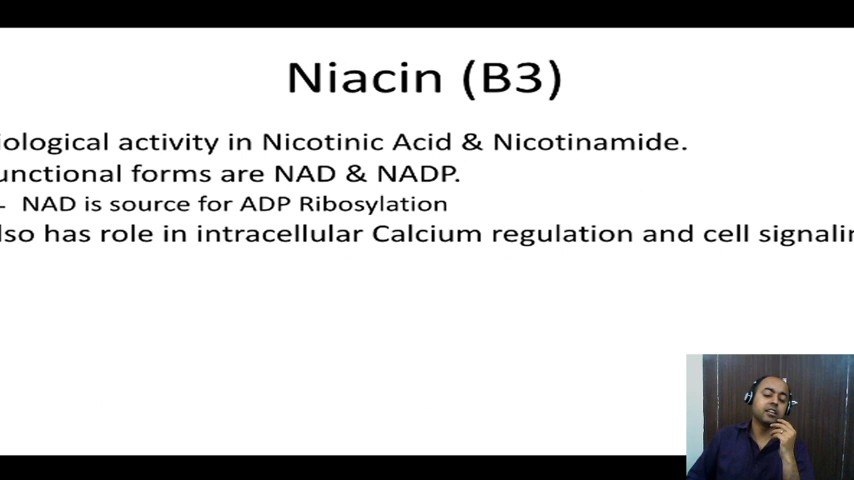 Niacin (B3)
iological activity in Nicotinic Acid & Nicotinamide.
unctional forms are NAD & NADP.
- NAD is source for ADP Ribosylation
lso has role in intracellular Calcium regulation and cell signalin